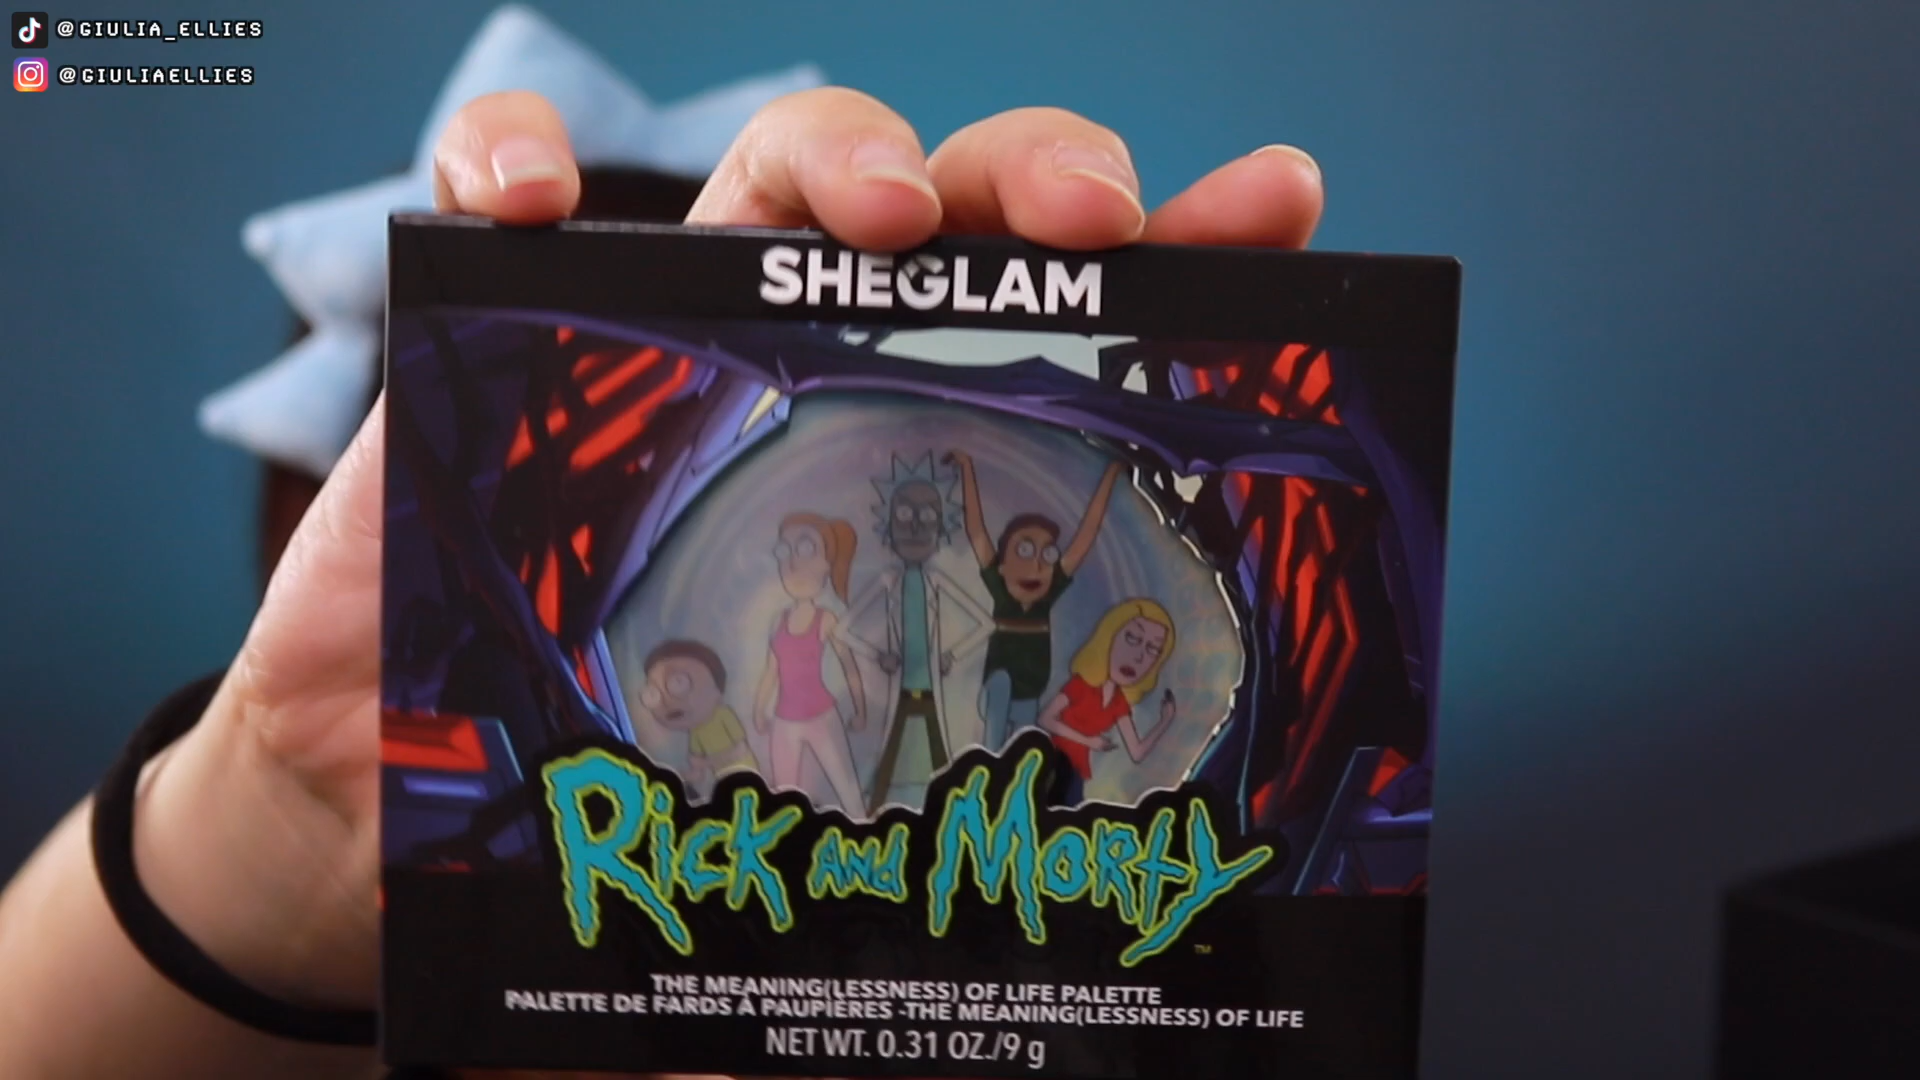 @GIULIA_ELLIES
@GIULIAELLIES
SHEGLAM
RICK AND MORTY
TM
THE MEANING(LESSNESS) OF LIFE PALETTE
PALETTE DE FARDS À PAUPIÈRES -THE MEANING(LESSNESS) OF LIFE
NET WT. 0.31 OZ./9 g